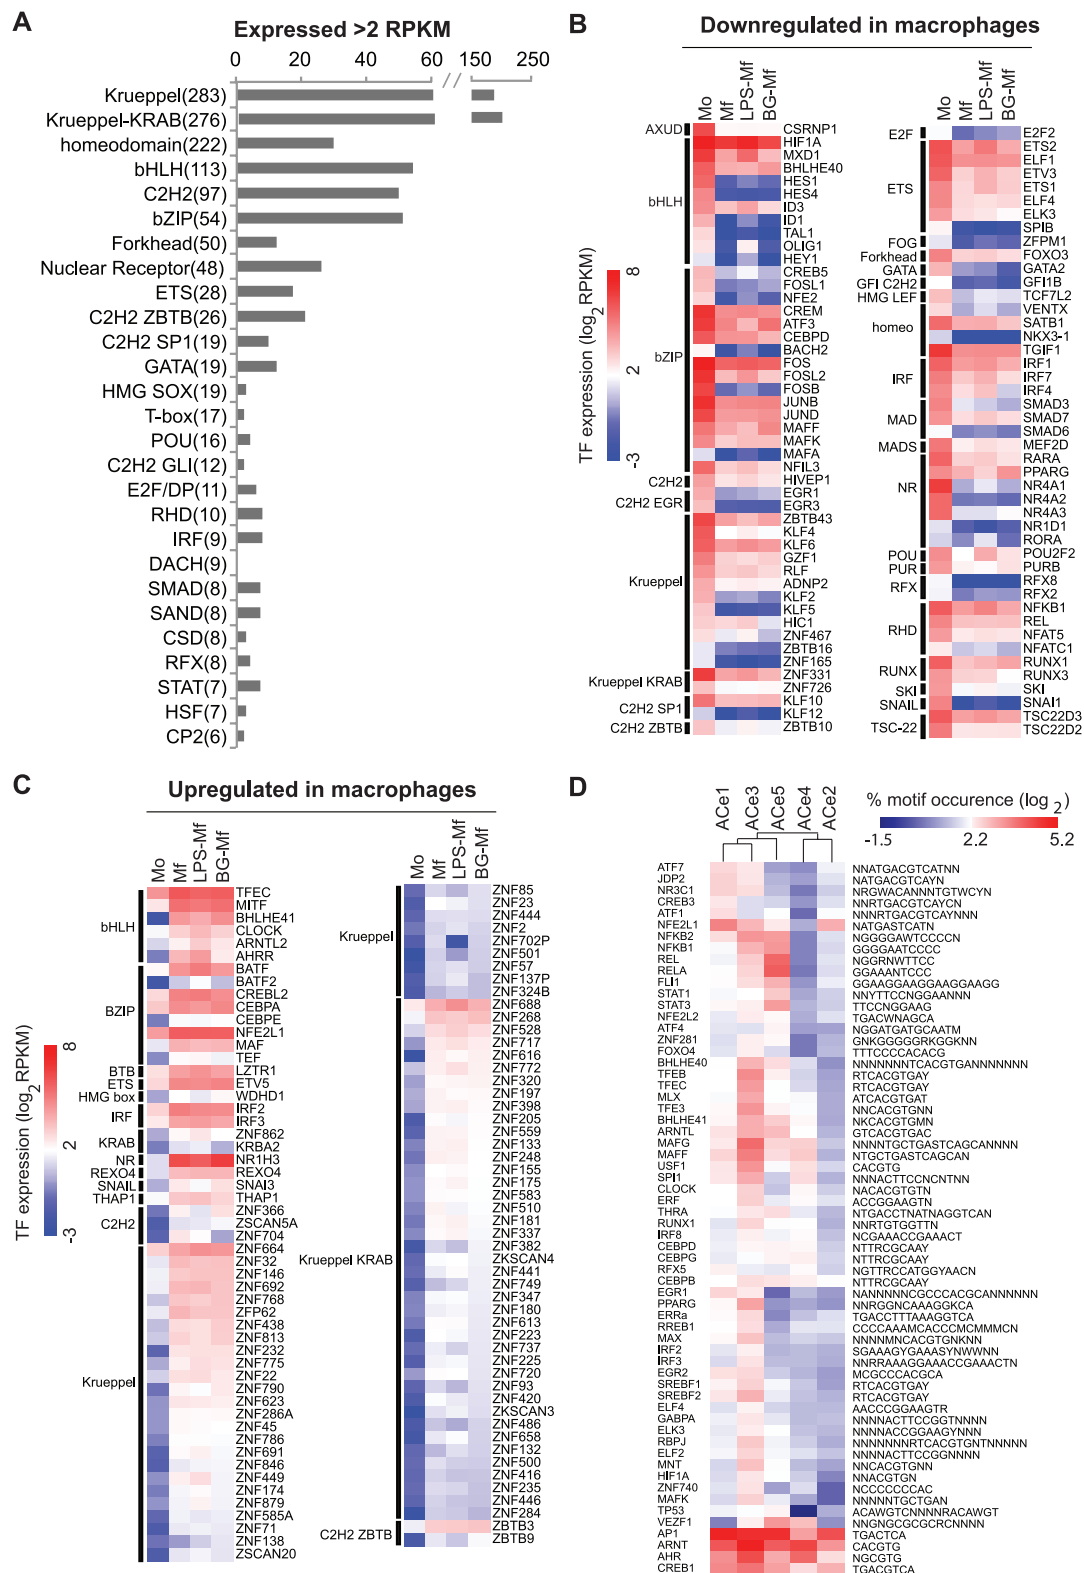 A
Expressed >2 RPKM
0 20 40 60 // 150 250
Krueppel(283)
Krueppel-KRAB(276)
homeodomain(222)
bHLH(113)
C2H2(97)
bZIP(54)
Forkhead(50)
Nuclear Receptor(48)
ETS(28)
C2H2 ZBTB(26)
C2H2 SP1(19)
GATA(19)
HMG SOX(19)
T-box(17)
POU(16)
C2H2 GLI(12)
E2F/DP(11)
RHD(10)
IRF(9)
DACH(9)
SMAD(8)
SAND(8)
CSD(8)
RFX(8)
STAT(7)
HSF(7)
CP2(6)
B
Downregulated in macrophages
TF expression (log2RPKM)
8
2
-3
Mo
Mf
LPS-Mf
BG-Mf
AXUD
bHLH
bZIP
C2H2
C2H2 EGR
Krueppel
Krueppel KRAB
C2H2 SP1
C2H2 ZBTB
CSRNP1
HIF1A
MXD1
BHLHE40
HES1
HES4
ID3
ID1
TAL1
OLIG1
HEY1
CREB5
FOSL1
NFE2
CREM
ATF3
CEBPD
BACH2
FOS
FOSL2
FOSB
JUNB
JUND
MAFF
MAFK
MAFA
NFIL3
HIVEP1
EGR1
EGR3
ZBTB43
KLF4
KLF6
GZF1
RLF
ADNP2
KLF2
KLF5
HIC1
ZNF467
ZBTB16
ZNF165
ZNF331
ZNF726
KLF10
KLF12
ZBTB10
Mo
Mf
LPS-Mf
BG-Mf
E2F
ETS
FOG
Forkhead
GATA
GFI C2H2
HMG LEF
homeo
IRF
MAD
MADS
NR
POU
PUR
RFX
RHD
RUNX
SKI
SNAIL
TSC-22
E2F2
ETS2
ELF1
ETV3
ETS1
ELF4
ELK3
SPIB
ZFPM1
FOXO3
GATA2
GFI1B
TCF7L2
VENTX
SATB1
NKX3-1
TGIF1
IRF1
IRF7
IRF4
SMAD3
SMAD7
SMAD6
MEF2D
RARA
PPARG
NR4A1
NR4A2
NR4A3
NR1D1
RORA
POU2F2
PURB
RFX8
RFX2
NFKB1
REL
NFAT5
NFATC1
RUNX1
RUNX3
SKI
SNAI1
TSC22D3
TSC22D2
C
Upregulated in macrophages
TF expression (log2RPKM)
8
2
-3
Mo
Mf
LPS-Mf
BG-Mf
bHLH
BZIP
BTB
ETS
HMG box
IRF
KRAB
NR
REXO4
SNAIL
THAP1
C2H2
Krueppel
TFEC
MITF
BHLHE41
CLOCK
ARNTL2
AHRR
BATF
BATF2
CREBL2
CEBPA
CEBPE
NFE2L1
MAF
TEF
LZTR1
ETV5
WDHD1
IRF2
IRF3
ZNF862
KRBA2
NR1H3
REXO4
SNAI3
THAP1
ZNF366
ZSCAN5A
ZNF704
ZNF664
ZNF32
ZNF146
ZNF692
ZNF768
ZFP62
ZNF438
ZNF813
ZNF232
ZNF775
ZNF22
ZNF790
ZNF623
ZNF286A
ZNF45
ZNF786
ZNF691
ZNF846
ZNF449
ZNF174
ZNF879
ZNF585A
ZNF71
ZNF138
ZSCAN20
Mo
Mf
LPS-Mf
BG-Mf
Krueppel
Krueppel KRAB
C2H2 ZBTB
ZNF85
ZNF23
ZNF444
ZNF2
ZNF702P
ZNF501
ZNF57
ZNF137P
ZNF324B
ZNF688
ZNF268
ZNF528
ZNF717
ZNF616
ZNF772
ZNF320
ZNF197
ZNF398
ZNF205
ZNF559
ZNF133
ZNF248
ZNF155
ZNF175
ZNF583
ZNF510
ZNF181
ZNF337
ZNF382
ZKSCAN4
ZNF441
ZNF749
ZNF347
ZNF180
ZNF613
ZNF223
ZNF737
ZNF225
ZNF720
ZNF93
ZNF420
ZKSCAN3
ZNF486
ZNF658
ZNF132
ZNF500
ZNF416
ZNF235
ZNF446
ZNF284
ZBTB3
ZBTB9
D
ACe1
ACe3
ACe5
ACe4
ACe2
% motif occurence (log 2)
-1.5 2.2 5.2
ATF7 NNATGACGTCATNN
JDP2 NATGACGTCAYN
NR3C1 NRGWACANNNTGTWCYN
CREB3 NNRTGACGTCAYCN
ATF1 NNNRTGACGTCAYNNN
NFE2L1 NATGASTCATN
NFKB2 NGGGGAWTCCCCN
NFKB1 GGGGAATCCCC
REL NGGRNWTTCC
RELA GGAAANTCCC
FLI1 GGAAGGAAGGAAGGAAGG
STAT1 NNYTTCCNGGAANNN
STAT3 TTCCNGGAAG
NFE2L2 TGACWNAGCA
ATF4 NGGATGATGCAATM
ZNF281 GNKGGGGGRKGGKNN
FOXO4 TTTCCCCACACG
BHLHE40 NNNNNNNTCACGTGANNNNNNN
TFEB RTCACGTGAY
TFEC RTCACGTGAY
MLX ATCACGTGAT
TFE3 NNCACGTGNN
BHLHE41 NKCACGTGMN
ARNTL GTCACGTGAC
MAFG NNNNTGCTGASTCAGCANNNN
MAFF NTGCTGASTCAGCAN
USF1 CACGTG
SPI1 NNNACTTCCNCNTNN
CLOCK NACACGTGTN
ERF ACCGGAAGTN
THRA NTGACCTNATNAGGTCAN
RUNX1 NNRTGTGGTTN
IRF8 NCGAAACCGAAACT
CEBPD NTTRCGCAAY
CEBPG NTTRCGCAAY
RFX5 NGTTRCCATGGYAACN
CEBPB NTTRCGCAAY
EGR1 NANNNNNCGCCCACGCANNNNNN
PPARG NNRGGNCAAAGGKCA
ERRa TGACCTTTAAAGGTCA
RREB1 CCCCAAAMCACCCMCMMMCN
MAX NNNNMNCACGTGNKNN
IRF2 SGAAAGYGAAASYNWWNN
IRF3 NNRRAAAGGAAACCGAAACTN
EGR2 MCGCCCACGCA
SREBF1 RTCACGTGAY
SREBF2 RTCACGTGAY
ELF4 AACCCGGAAGTR
GABPA NNNNACTTCCGGTNNNN
ELK3 NNNNACCGGAAGYNNN
RBPJ NNNNNNNRTCACGTGNTNNNNN
ELF2 NNNNACTTCCGGNNNN
MNT NNCACGTGNN
HIF1A NNACGTGN
ZNF740 NCCCCCCCAC
MAFK NNNNNTGCTGAN
TP53 ACAWGTCNNNNRACAWGT
VEZF1 NNGNGCGCGCRCNNNN
AP1 TGACTCA
ARNT CACGTG
AHR NGCGTG
CREB1 TGACGTCA